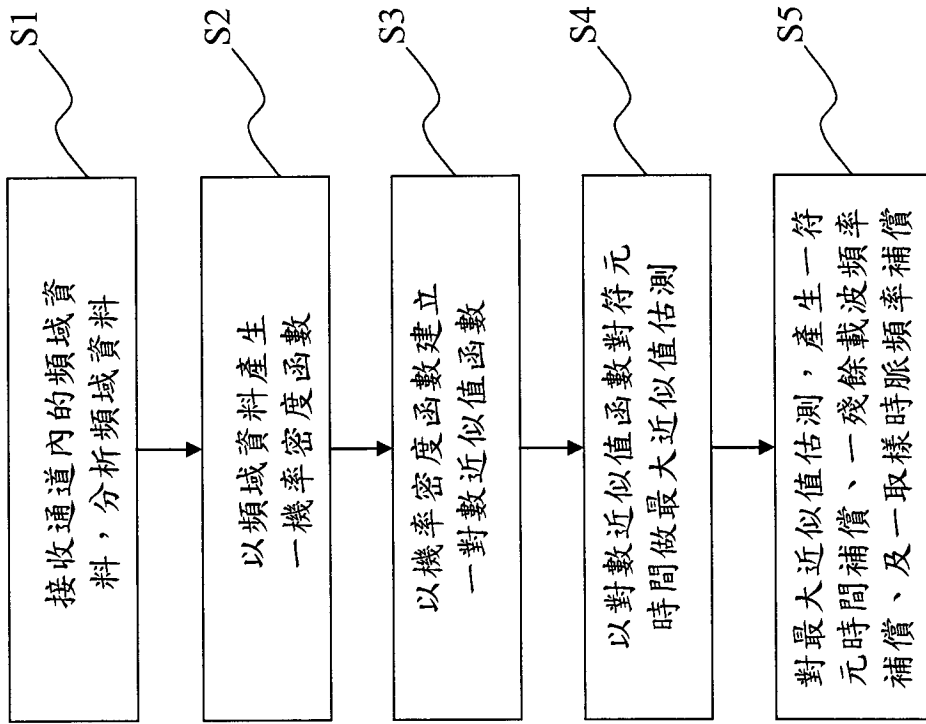 S1
接收通道內的頻域資
料，分析頻域資料
S2
以頻域資料產生
一機率密度函數
S3
以機率密度函數建立
一對數近似值函數
S4
以對數近似值函數對符元
時間做最大近似值估測
S5
對最大近似值估測，產生一符
元時間補償、一殘餘載波頻率
補償、及一取樣時脈頻率補償